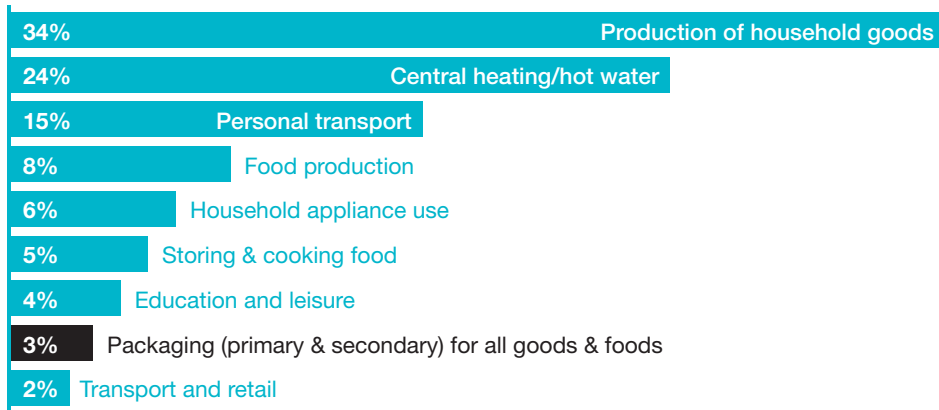 34% Production of household goods
24% Central heating/hot water
15% Personal transport
8% Food production
6% Household appliance use
5% Storing & cooking food
4% Education and leisure
3% Packaging (primary & secondary) for all goods & foods
2% Transport and retail